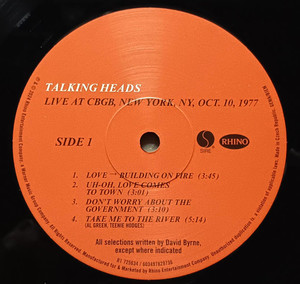 TALKING HEADS
LIVE AT CBGB, NEW YORK, NY, OCT. 10, 1977
SIDE 1
SIRE
RHINO
1. LOVE → BUILDING ON FIRE (3:45)
2. UH-OH, LOVE COMES
TO TOWN (3:01)
3. DON'T WORRY ABOUT THE
GOVERNMENT (3:10)
4. TAKE ME TO THE RIVER (5:14)
(AL GREEN, TEENIE HODGES)
All selections written by David Byrne,
except where indicated